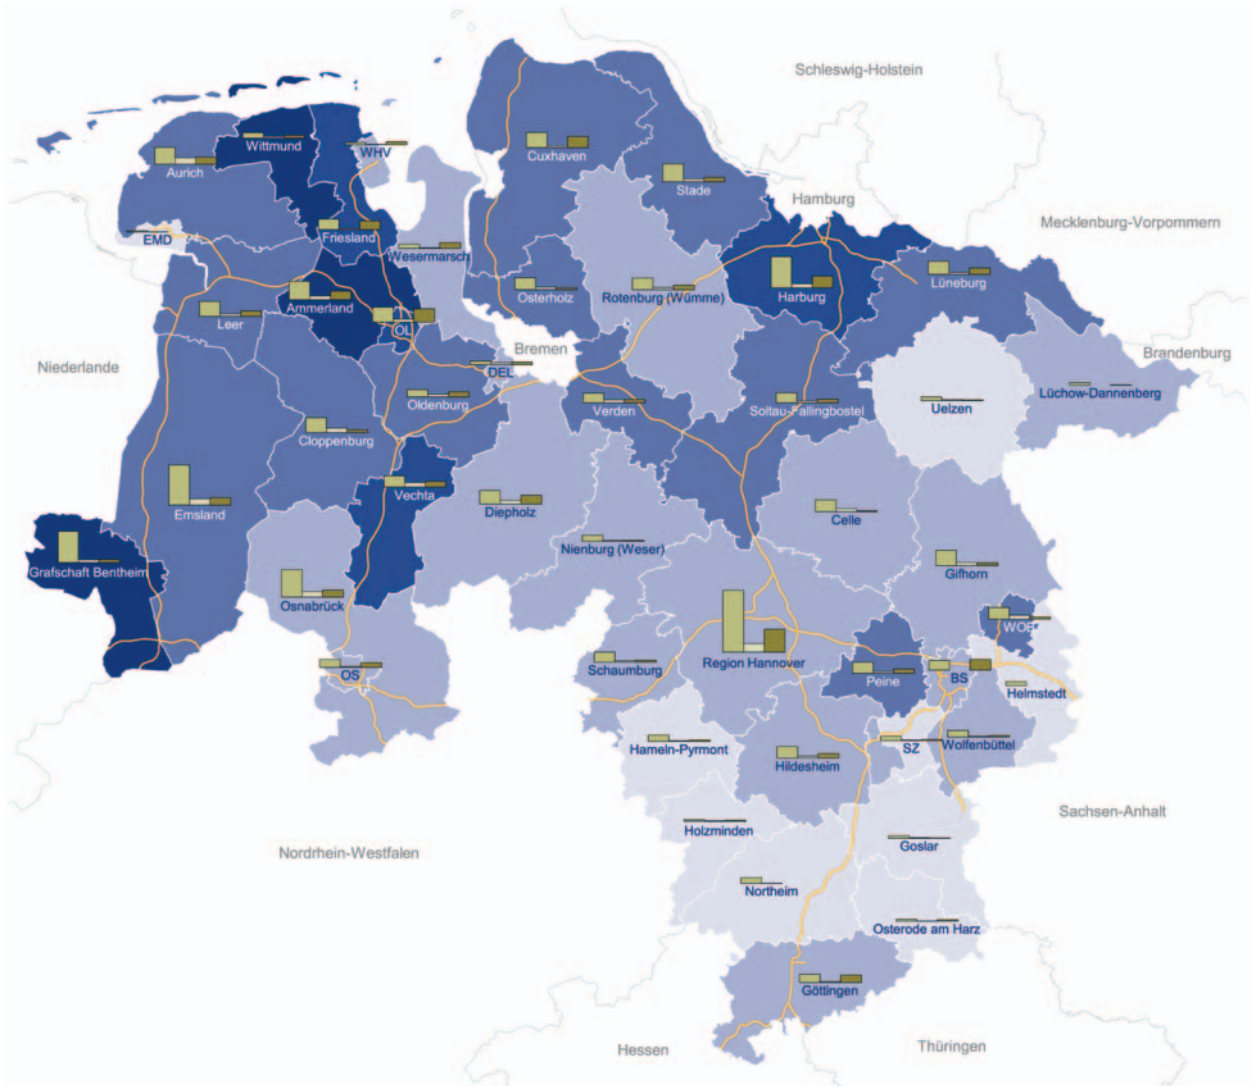 Schleswig-Holstein
Wittmund
WHV
Cuxhaven
Aurich
Stade
Hamburg
Mecklenburg-Vorpommern
EMD
Friesland
Wesermarsch
Osterholz
Rotenburg (Wümme)
Harburg
Lüneburg
Ammerland
Leer
OL
Bremen
Brandenburg
Niederlande
DEL
Oldenburg
Verden
Soltau-Fallingbostel
Uelzen
Lüchow-Dannenberg
Cloppenburg
Vechta
Emsland
Diepholz
Celle
Nienburg (Weser)
Grafschaft Bentheim
Gifhorn
Osnabrück
WOB
Region Hannover
Schaumburg
OS
Peine
BS
Helmstedt
Hameln-Pyrmont
SZ
Wolfenbüttel
Hildesheim
Sachsen-Anhalt
Holzminden
Goslar
Nordrhein-Westfalen
Northeim
Osterode am Harz
Göttingen
Hessen
Thüringen